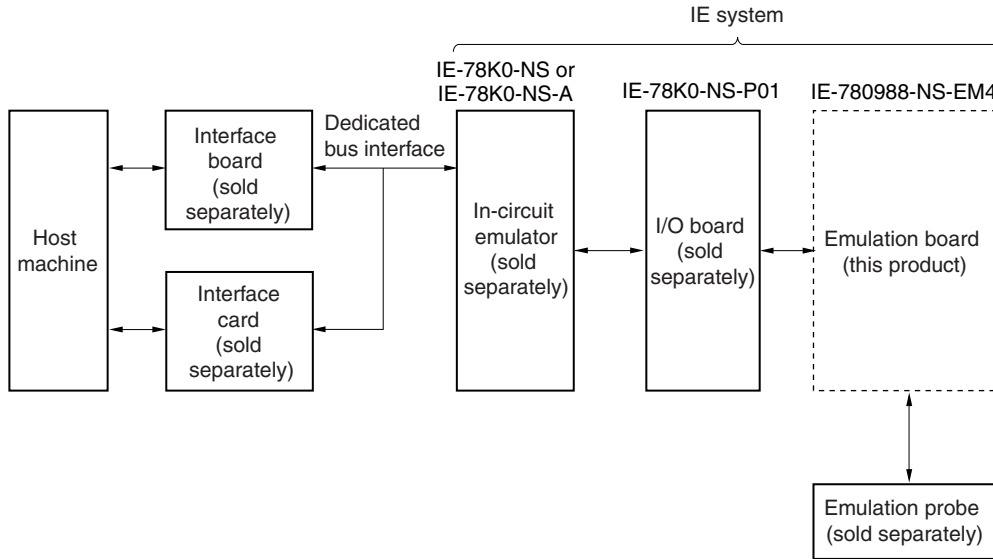 IE system
IE-78K0-NS or
IE-78K0-NS-A
IE-78K0-NS-P01
IE-780988-NS-EM4
Dedicated
bus interface
Interface
board
(sold
separately)
Host
machine
In-circuit
emulator
(sold
separately)
I/O board
(sold
separately)
Emulation board
(this product)
Interface
card
(sold
separately)
Emulation probe
(sold separately)